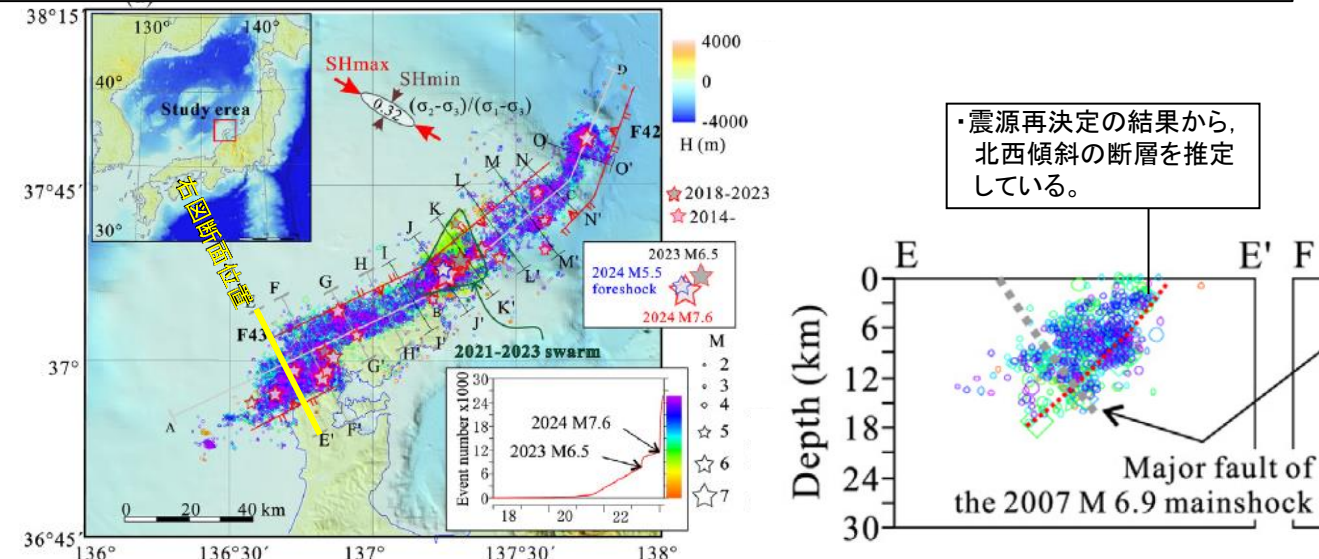 38°15'
130°
140°
40°
30°
Study erea
SHmax
SHmin
0.32
(σ₂-σ₃)/(σ₁-σ₃)
4000
0
-4000
H (m)
D
F42
O
O'
N
M
L
K
J
I
H
G
F
E
C
N'
M'
L'
K'
J'
I'
H'
G'
F'
E'
B
A
F43
37°45'
37°
36°45'
2018-2023
2014-
2023 M6.5
2024 M5.5
foreshock
2024 M7.6
2021-2023 swarm
右図断面位置
M
2
3
4
5
6
7
Event number x1000
30
24
18
12
6
0
2024 M7.6
2023 M6.5
18
20
22
0
20
40 km
136°
136°30'
137°
137°30'
138°
・震源再決定の結果から,
北西傾斜の断層を推定
している。
E
E'
F
Depth (km)
0
6
12
18
24
30
Major fault of
the 2007 M 6.9 mainshock